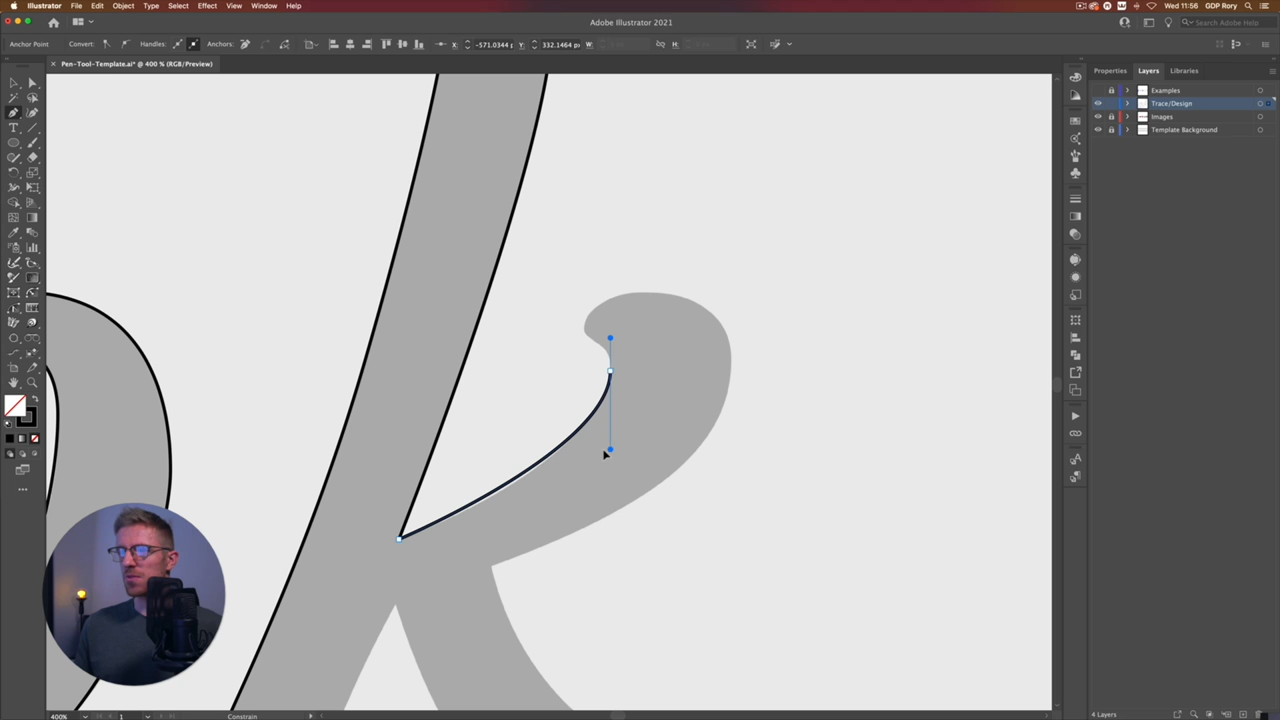 Illustrator File Edit Object Type Select Effect View Window Help
Wed 11:56 GDP Rory
Adobe Illustrator 2021
Search Adobe Help
Anchor Point Convert: Handles: Anchors: X: -571.0344 Y: 332.1464 px W: H:
Pen-Tool-Template.ai* @ 400 % (RGB/Preview)
Properties Layers Libraries
Examples
Trace/Design
Images
Template Background
400% 1 Constrain
4 Layers